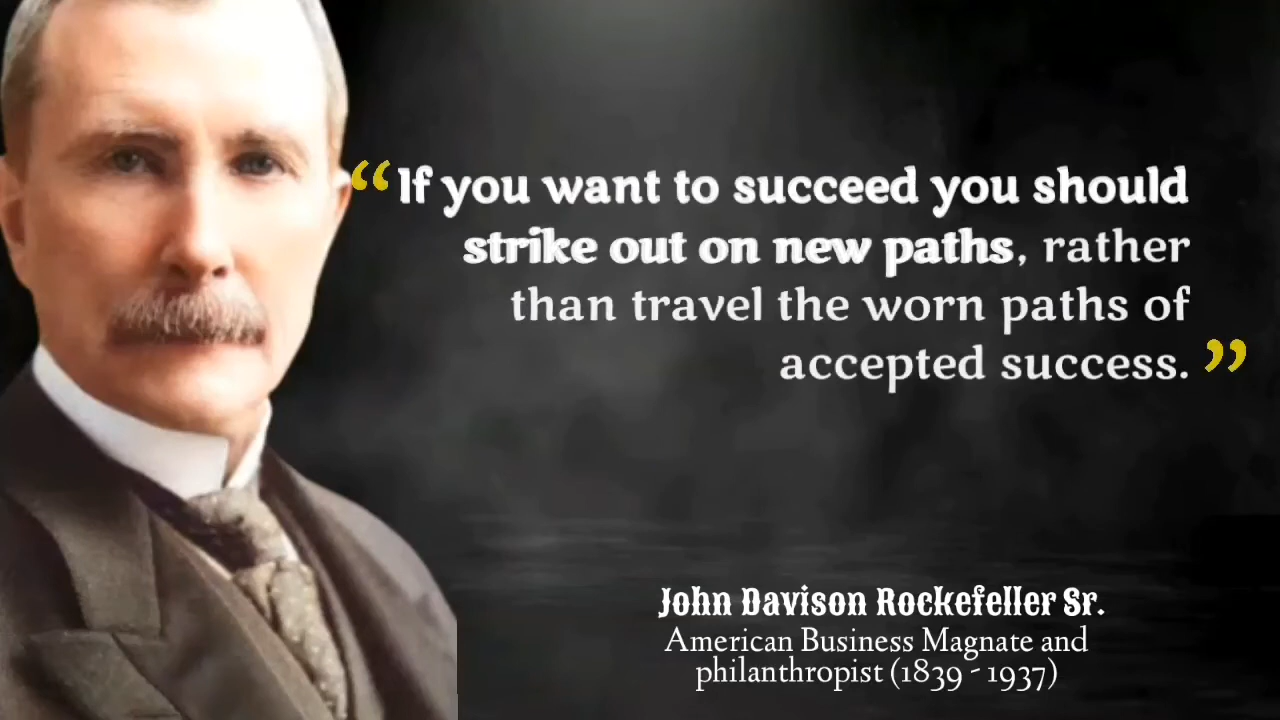 “If you want to succeed you should
strike out on new paths, rather
than travel the worn paths of
accepted success.”
John Davison Rockefeller Sr.
American Business Magnate and
philanthropist (1839 - 1937)